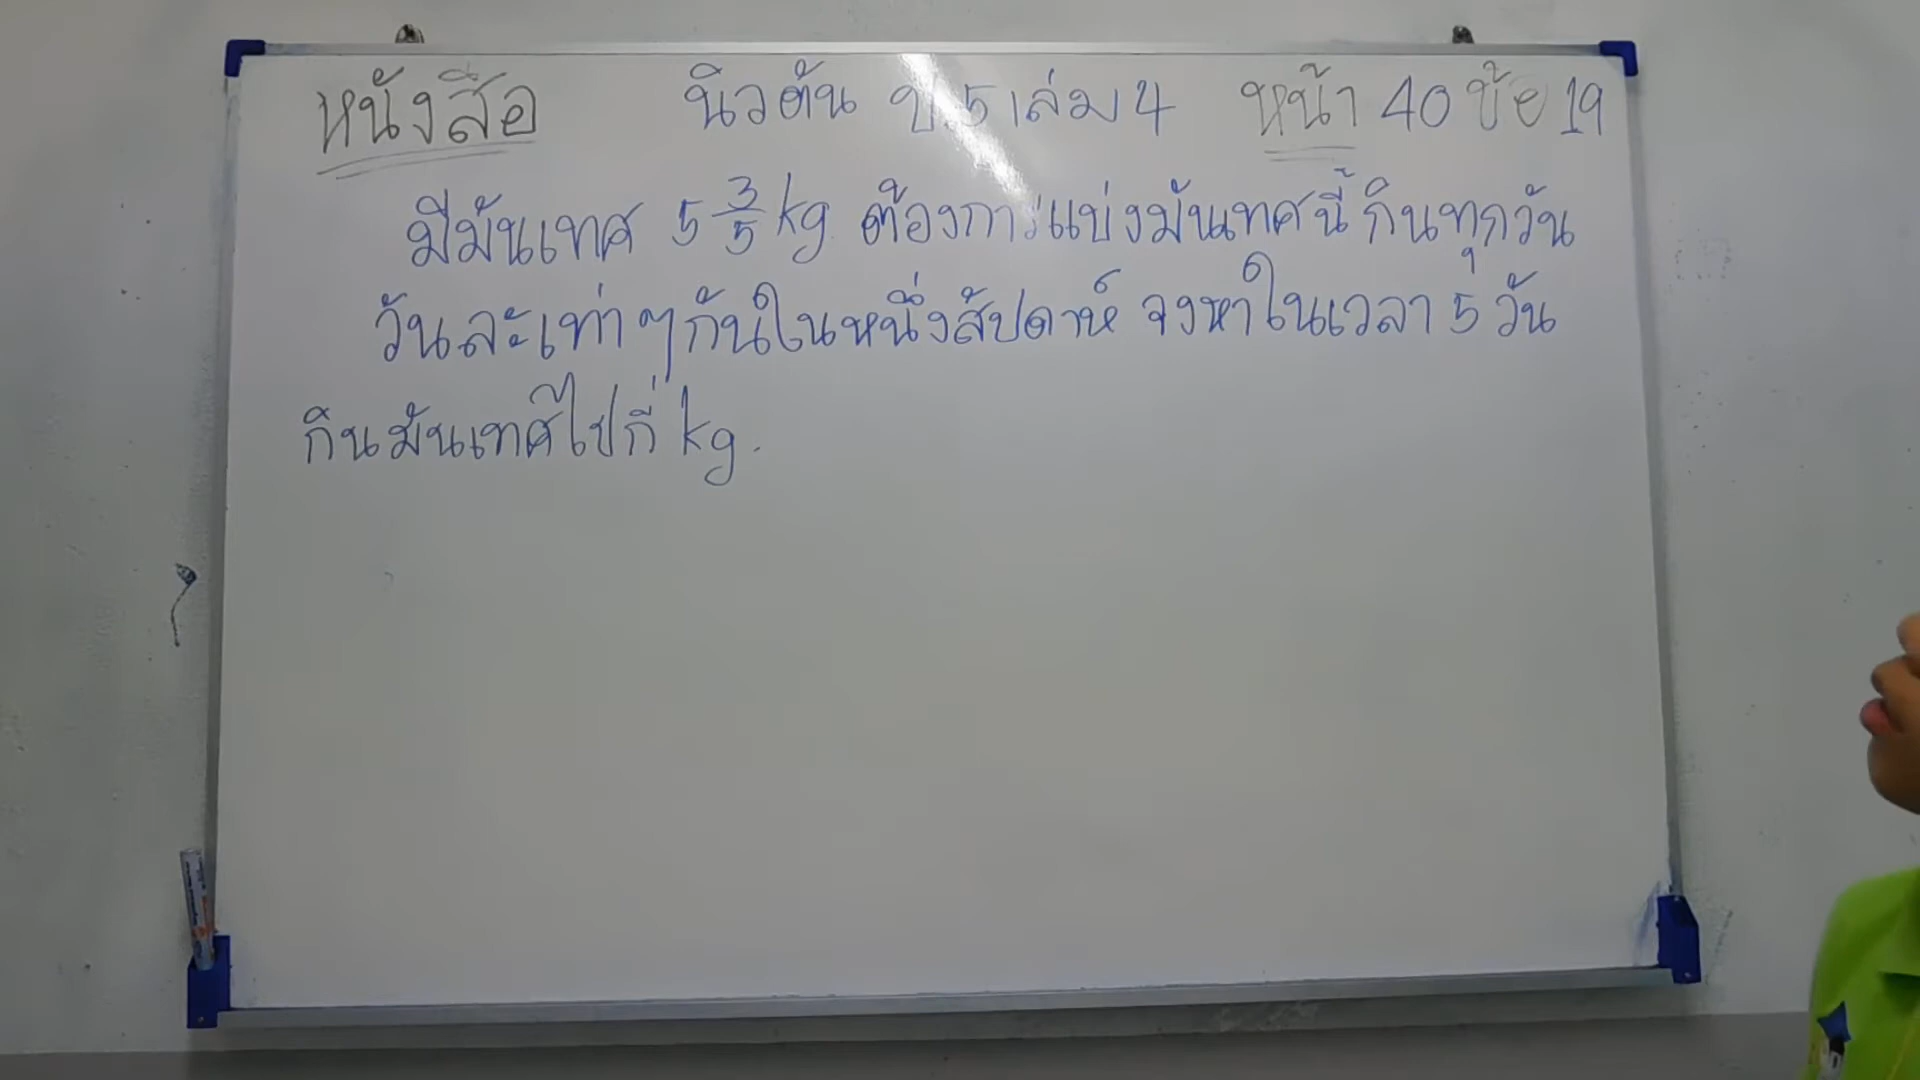 หนังสือ นิวตัน ป.5 เล่ม 4 หน้า 40 ข้อ 19
มีมันเทศ 5 3/5 kg ต้องการแบ่งมันเทศนี้ กินทุกวัน
วันละเท่าๆกันในหนึ่งสัปดาห์ จงหาในเวลา 5 วัน
กินมันเทศไปกี่ kg.